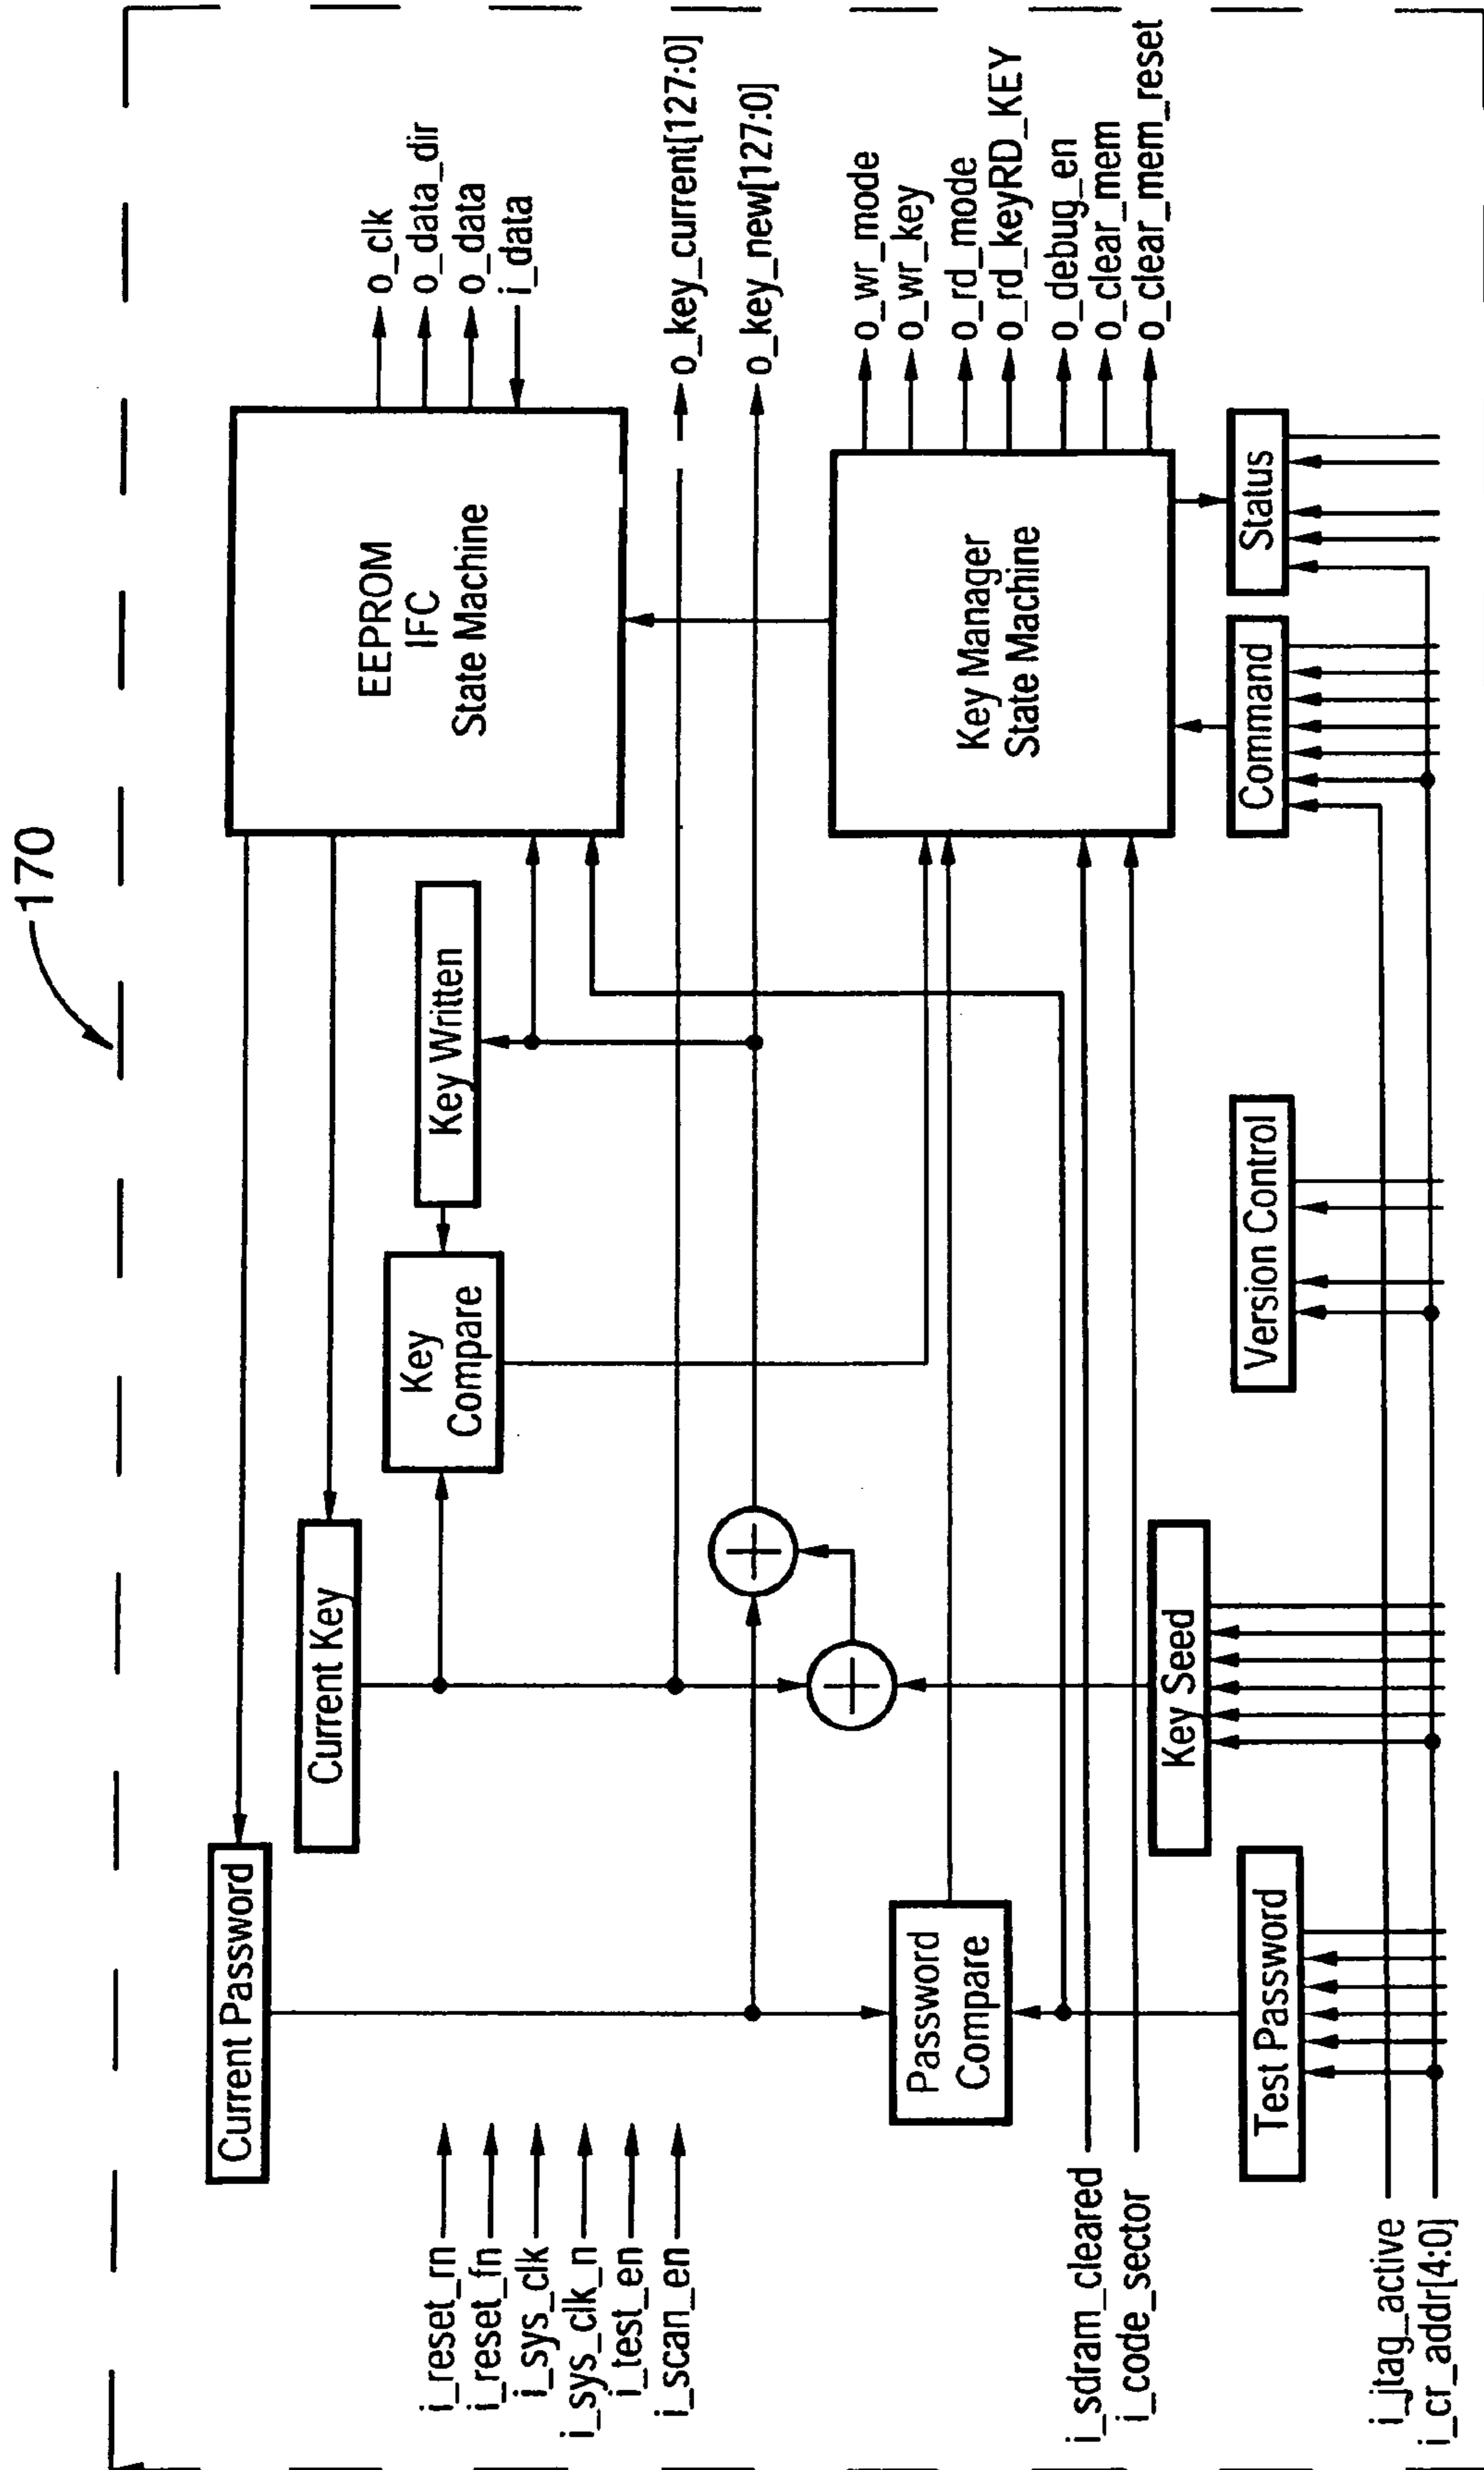 170
Current Password
Current Key
EEPROM
IFC
State Machine
o_clk
o_data_dir
o_data
i_data
Key
Compare
Key Written
i_reset_rn
i_reset_fn
i_sys_clk
i_sys_clk_n
i_test_en
i_scan_en
o_key_current[127:0]
o_key_new[127:0]
Password
Compare
Key Manager
State Machine
o_wr_mode
o_wr_key
o_rd_mode
o_rd_keyRD_KEY
o_debug_en
o_clear_mem
o_clear_mem_reset
i_sdram_cleared
i_code_sector
Test Password
Key Seed
Version Control
Command
Status
i_jtag_active
i_cr_addr[4:0]